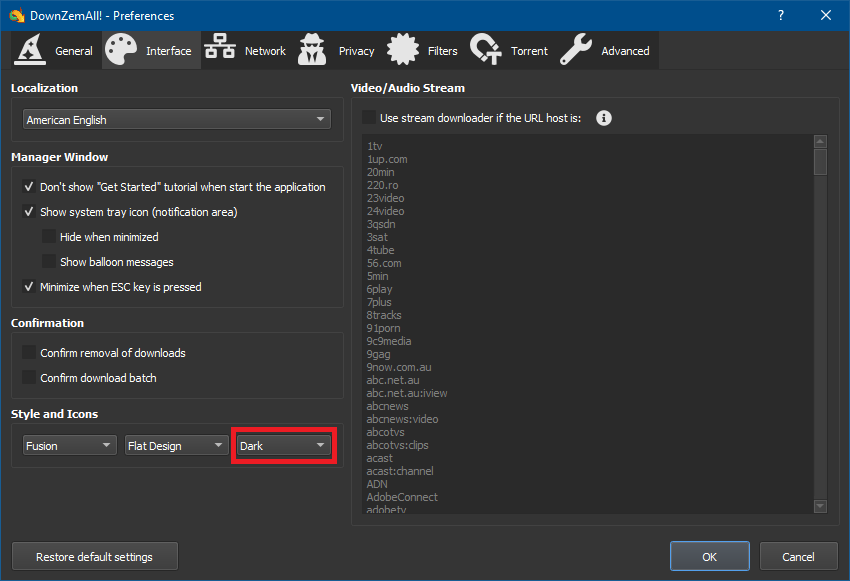 DownZemAll! - Preferences
?
General Interface Network Privacy Filters Torrent Advanced
Localization
American English
Manager Window
Don't show "Get Started" tutorial when start the application
Show system tray icon (notification area)
Hide when minimized
Show balloon messages
Minimize when ESC key is pressed
Confirmation
Confirm removal of downloads
Confirm download batch
Style and Icons
Fusion Flat Design Dark
Video/Audio Stream
Use stream downloader if the URL host is:
1tv
1up.com
20min
220.ro
23video
24video
3qsdn
3sat
4tube
56.com
5min
6play
7plus
8tracks
91porn
9c9media
9gag
9now.com.au
abc.net.au
abc.net.au:iview
abcnews
abcnews:video
abcotvs
abcotvs:clips
acast
acast:channel
ADN
AdobeConnect
adobetv
Restore default settings OK Cancel